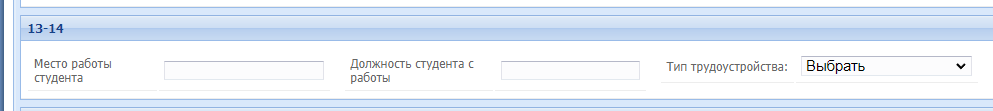 13-14
Место работы
студента
Должность студента с
работы
Тип трудоустройства:
Выбрать